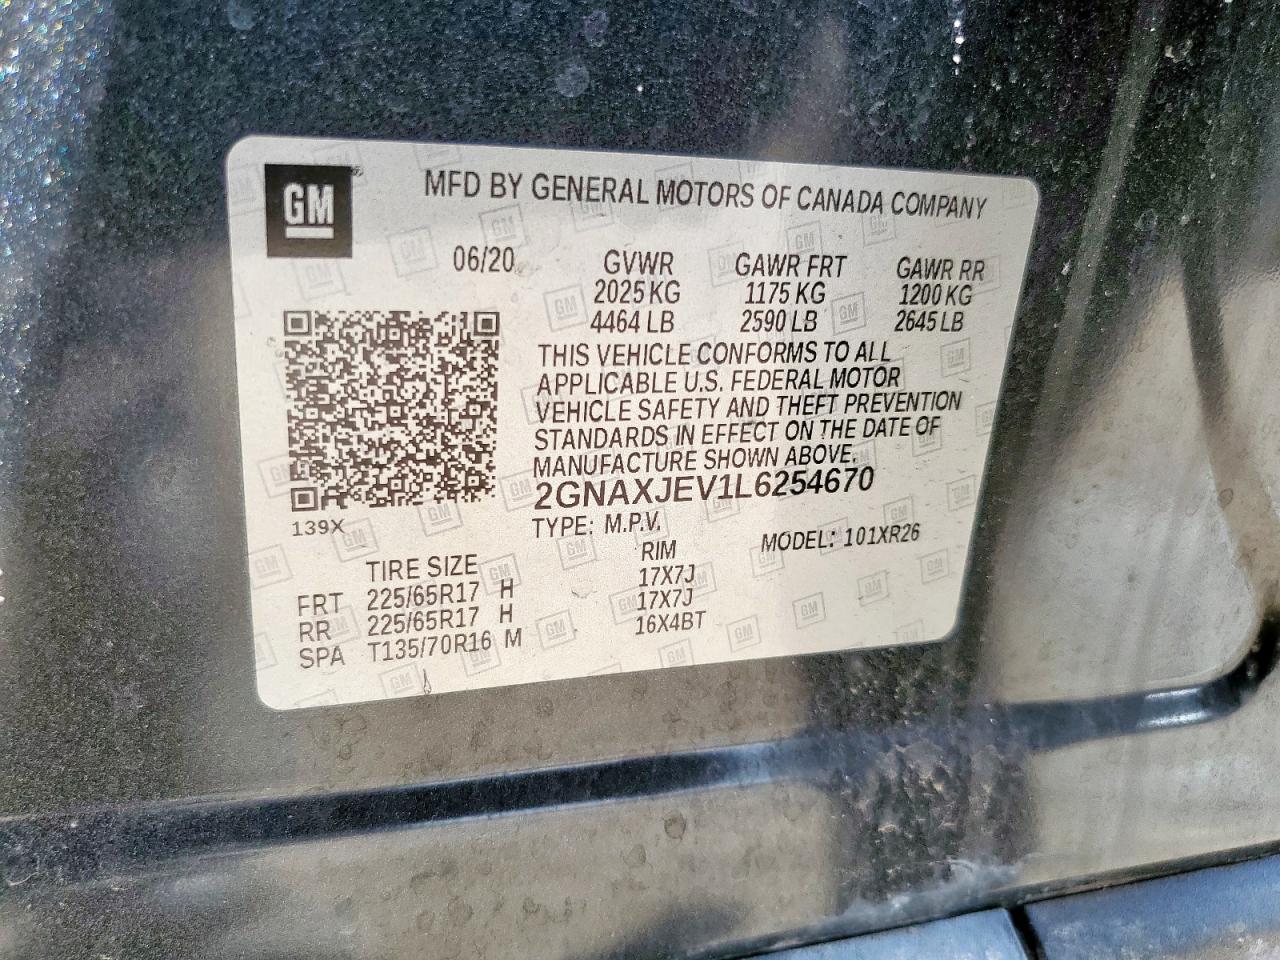 GM
MFD BY GENERAL MOTORS OF CANADA COMPANY
06/20 GVWR GAWR FRT GAWR RR
2025 KG 1175 KG 1200 KG
4464 LB 2590 LB 2645 LB
THIS VEHICLE CONFORMS TO ALL
APPLICABLE U.S. FEDERAL MOTOR
VEHICLE SAFETY AND THEFT PREVENTION
STANDARDS IN EFFECT ON THE DATE OF
MANUFACTURE SHOWN ABOVE.
2GNAXJEV1L6254670
139X
TYPE: M.P.V. MODEL: 101XR26
TIRE SIZE RIM
FRT 225/65R17 H 17X7J
RR 225/65R17 H 17X7J
SPA T135/70R16 M 16X4BT